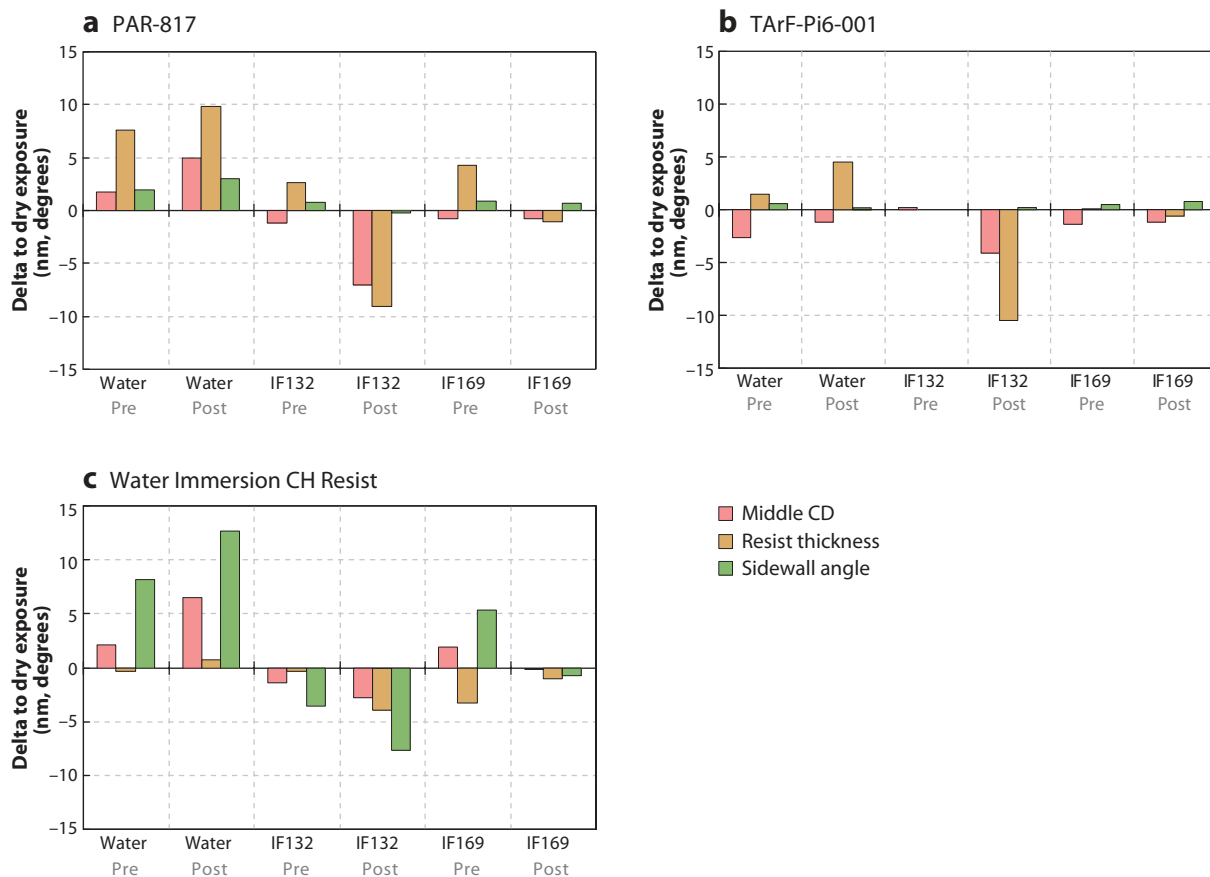 a PAR-817
Delta to dry exposure
(nm, degrees)
15
10
5
0
−5
−10
−15
Water
Pre
Water
Post
IF132
Pre
IF132
Post
IF169
Pre
IF169
Post
b TArF-Pi6-001
Delta to dry exposure
(nm, degrees)
15
10
5
0
−5
−10
−15
Water
Pre
Water
Post
IF132
Pre
IF132
Post
IF169
Pre
IF169
Post
c Water Immersion CH Resist
Delta to dry exposure
(nm, degrees)
15
10
5
0
−5
−10
−15
Water
Pre
Water
Post
IF132
Pre
IF132
Post
IF169
Pre
IF169
Post
Middle CD
Resist thickness
Sidewall angle